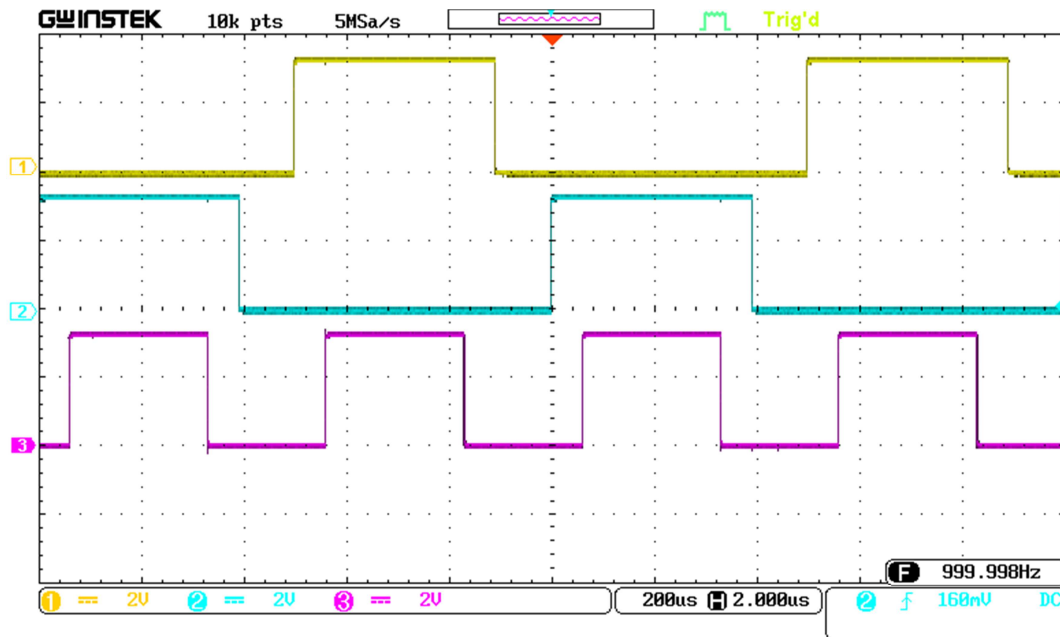 GWINSTEK 10k pts 5MSa/s Trig'd
1
2
3
F 999.998Hz
1 2V 2 2V 3 2V 200us H 2.000us 2 160mV DC